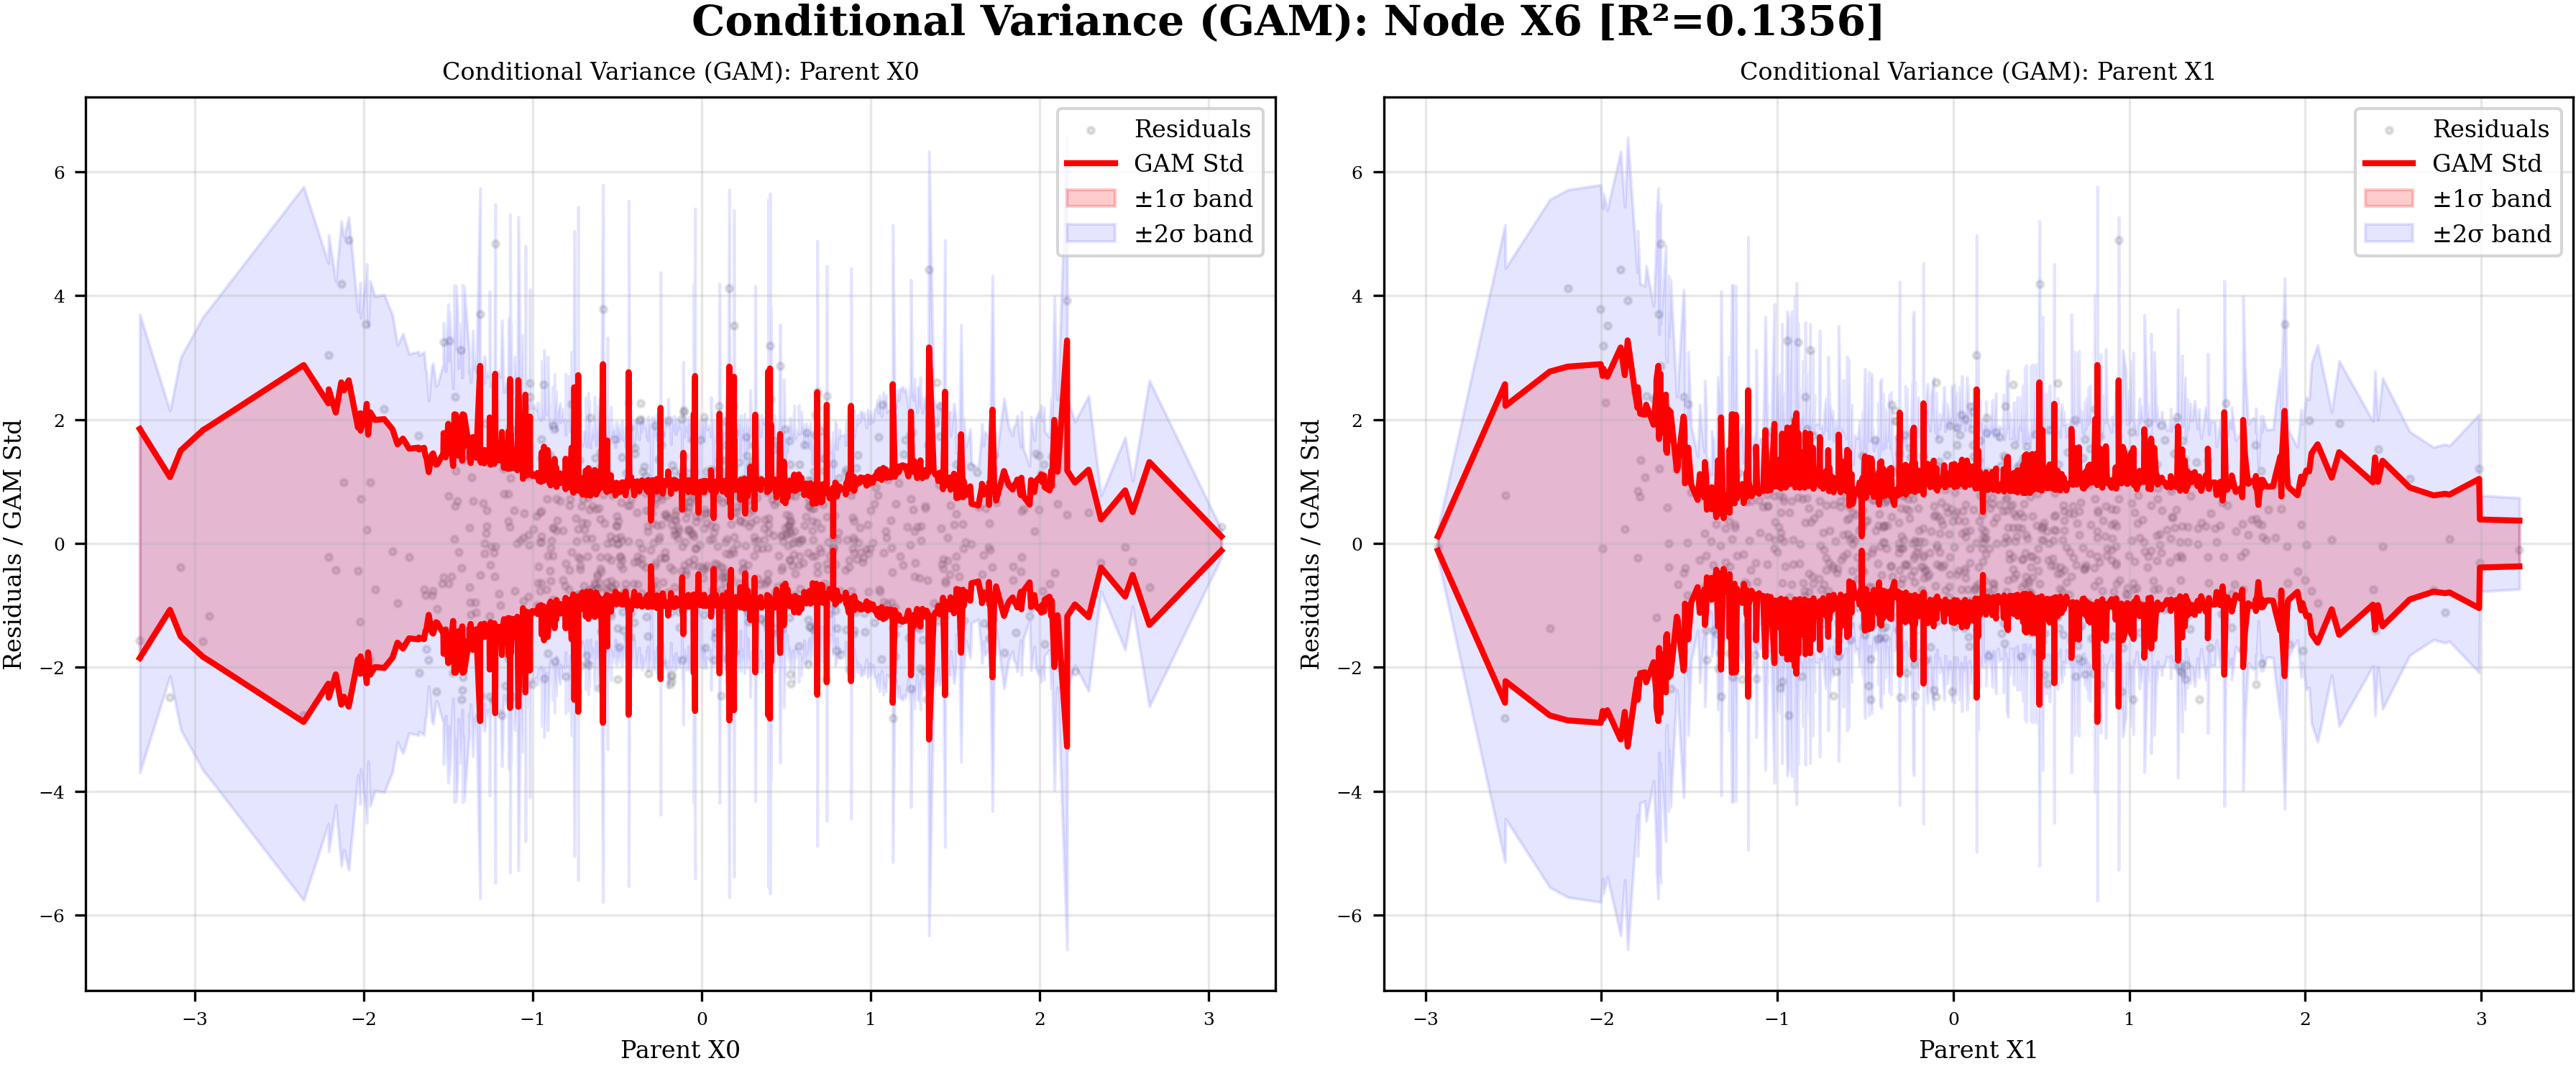 Conditional Variance (GAM): Node X6 [R²=0.1356]
Conditional Variance (GAM): Parent X0
Residuals / GAM Std
6
4
2
0
−2
−4
−6
−3
−2
−1
0
1
2
3
Parent X0
Residuals
GAM Std
±1σ band
±2σ band
Conditional Variance (GAM): Parent X1
Residuals / GAM Std
6
4
2
0
−2
−4
−6
−3
−2
−1
0
1
2
3
Parent X1
Residuals
GAM Std
±1σ band
±2σ band